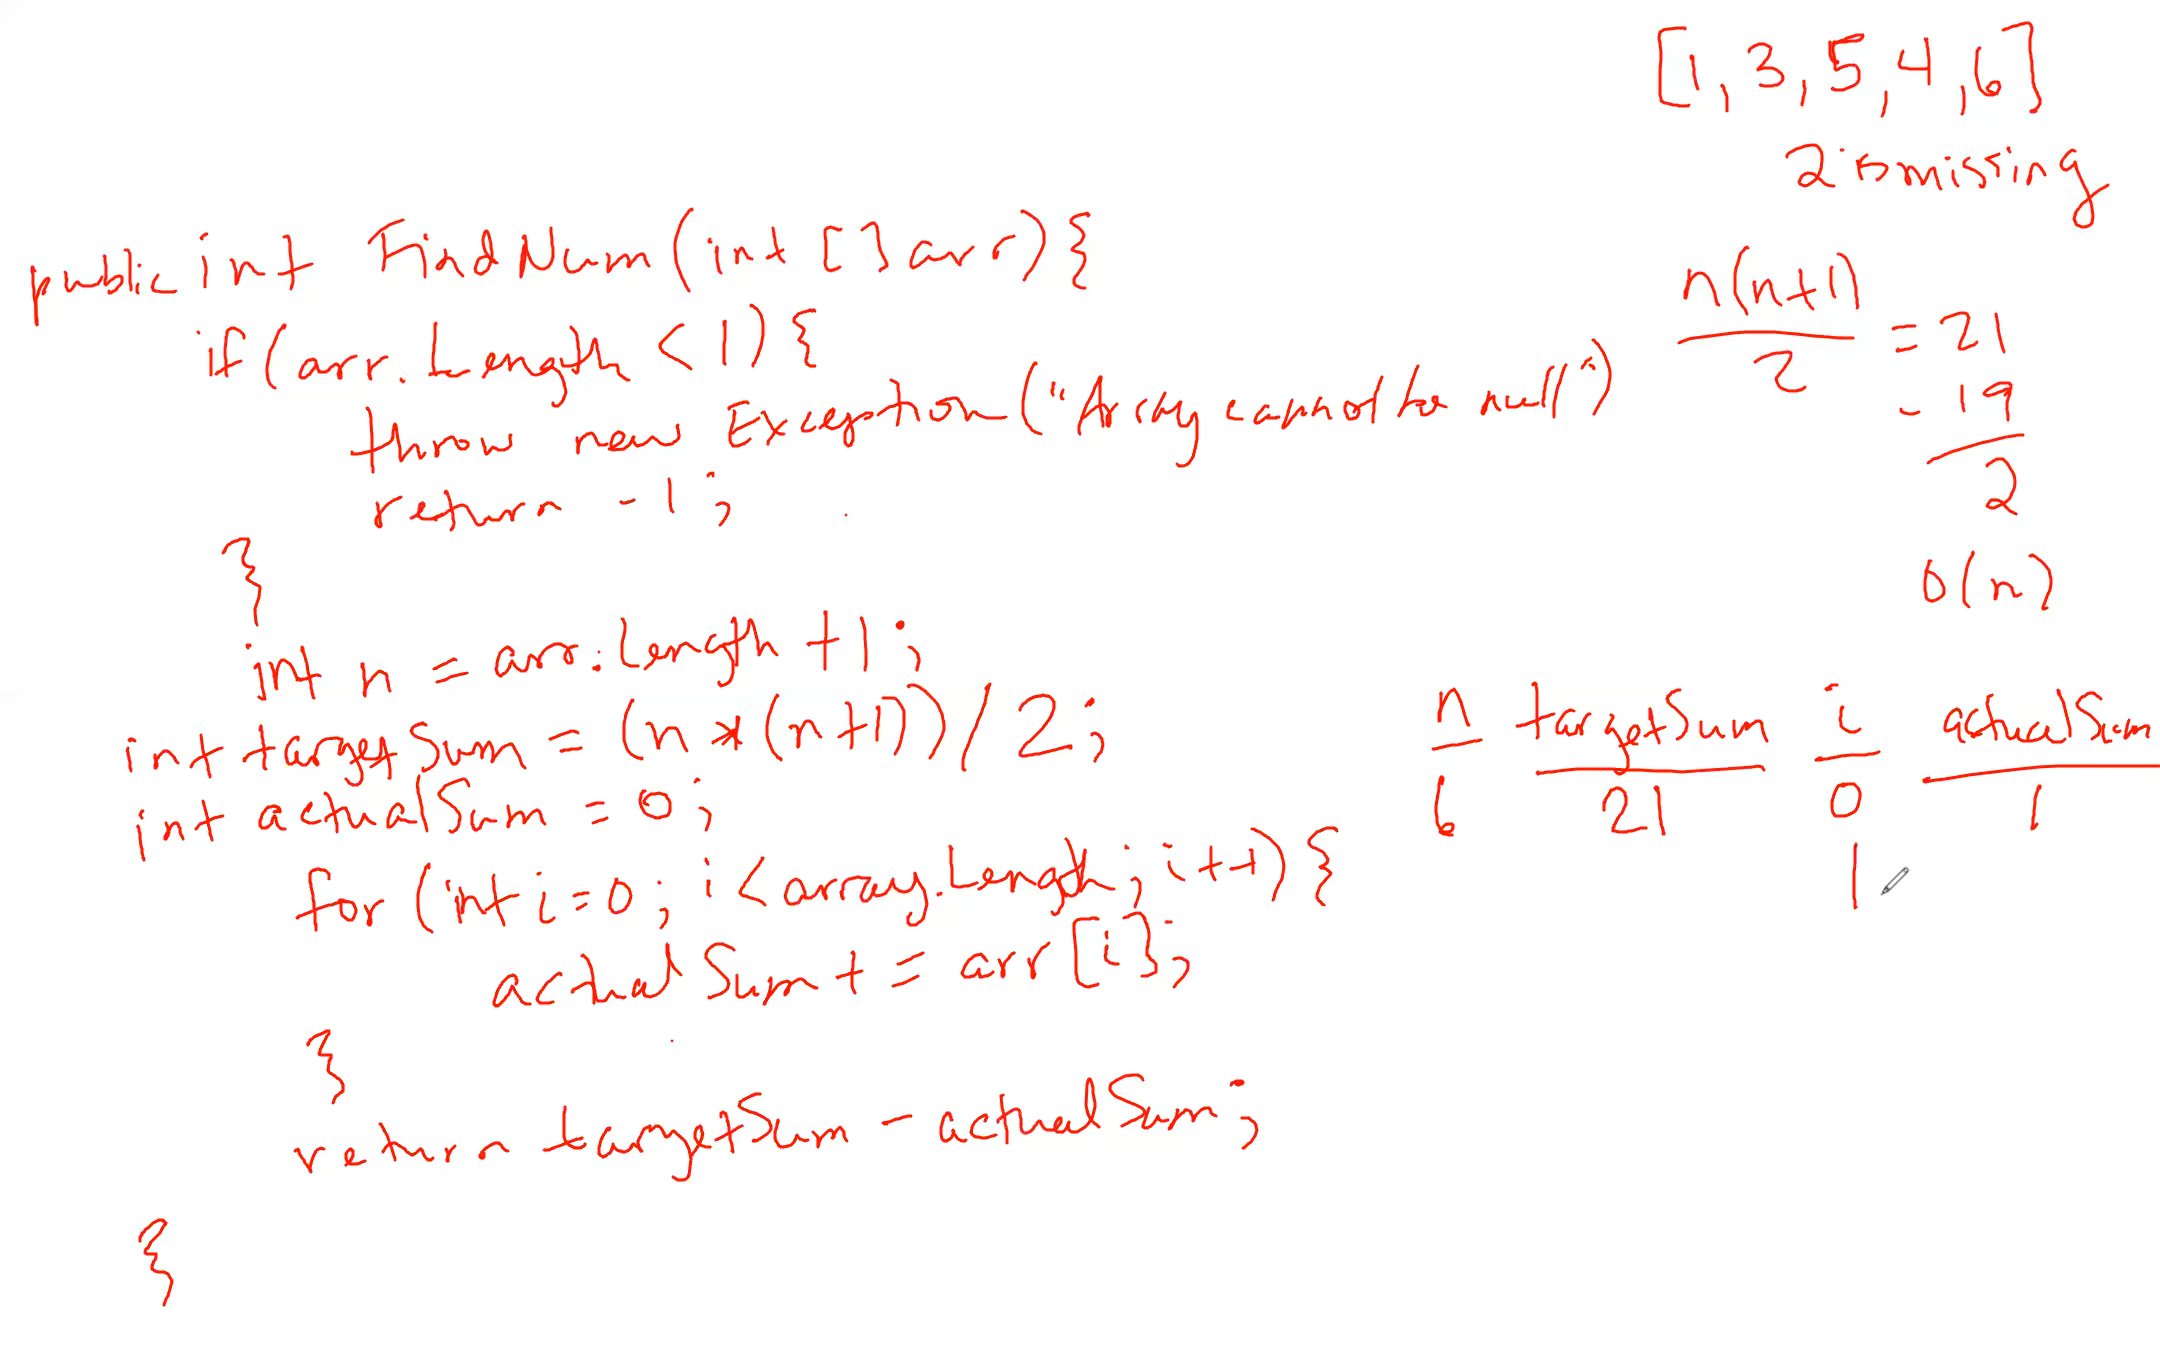 [1, 3, 5, 4, 6]
2 is missing
public int FindNum(int [] arr) {
if (arr.Length < 1) {
throw new Exception ("Array cannot be null")
return -1;
}
int n = arr.Length + 1;
int targetSum = (n * (n+1)) / 2;
int actualSum = 0;
for (int i=0; i < array.Length; i++) {
actualSum += arr[i];
}
return targetSum - actualSum;
}
n(n+1)
2
= 21
- 19
2
O(n)
n targetSum i actualSum
6 21 0 1
1